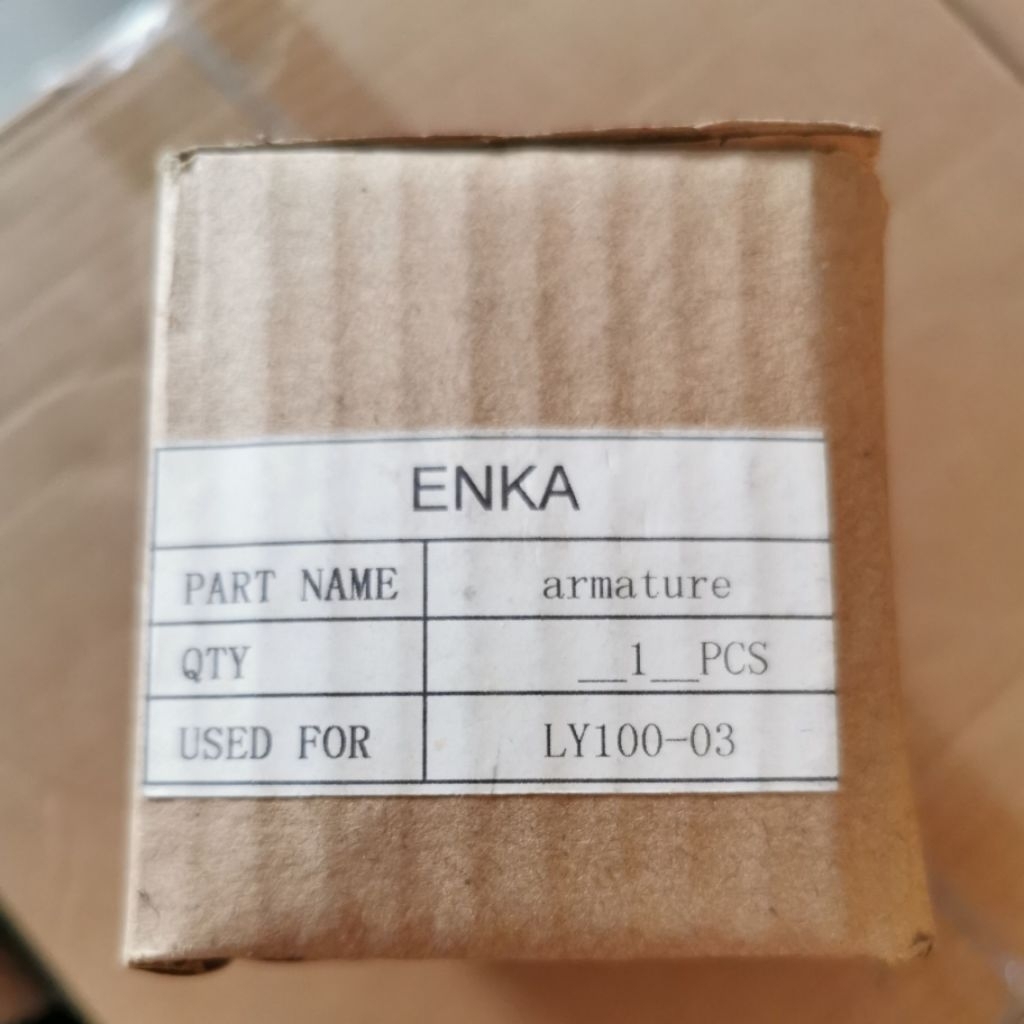 ENKA
PART NAME armature
QTY __1__PCS
USED FOR LY100-03